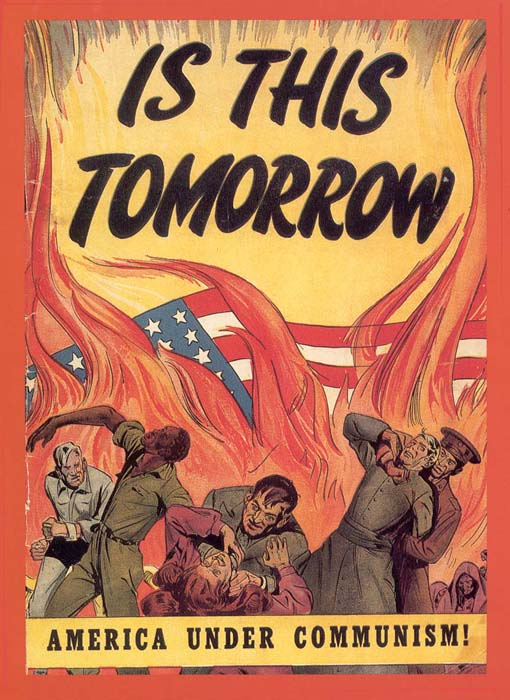 IS THIS
TOMORROW
AMERICA UNDER COMMUNISM!